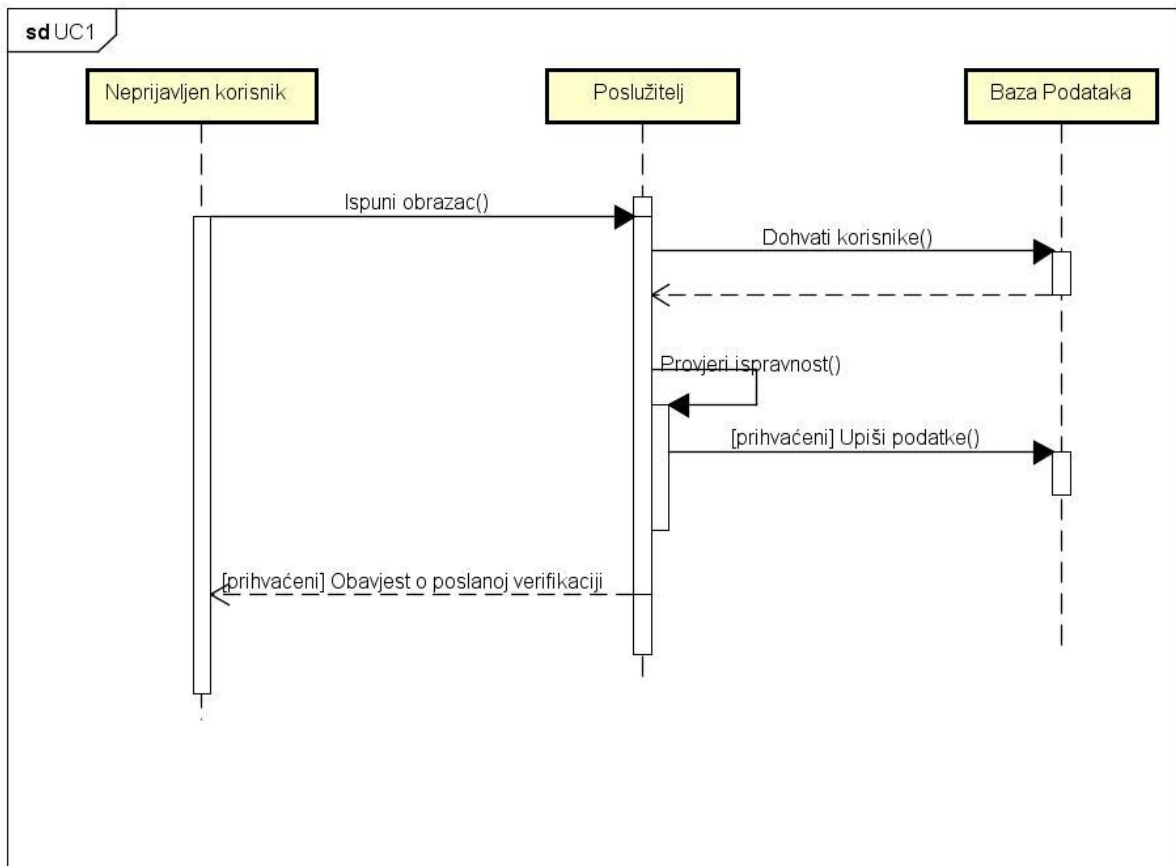 sd UC1
Neprijavljen korisnik
Poslužitelj
Baza Podataka
Ispuni obrazac()
Dohvati korisnike()
Provjeri ispravnost()
[prihvaćeni] Upiši podatke()
[prihvaćeni] Obavjest o poslanoj verifikaciji